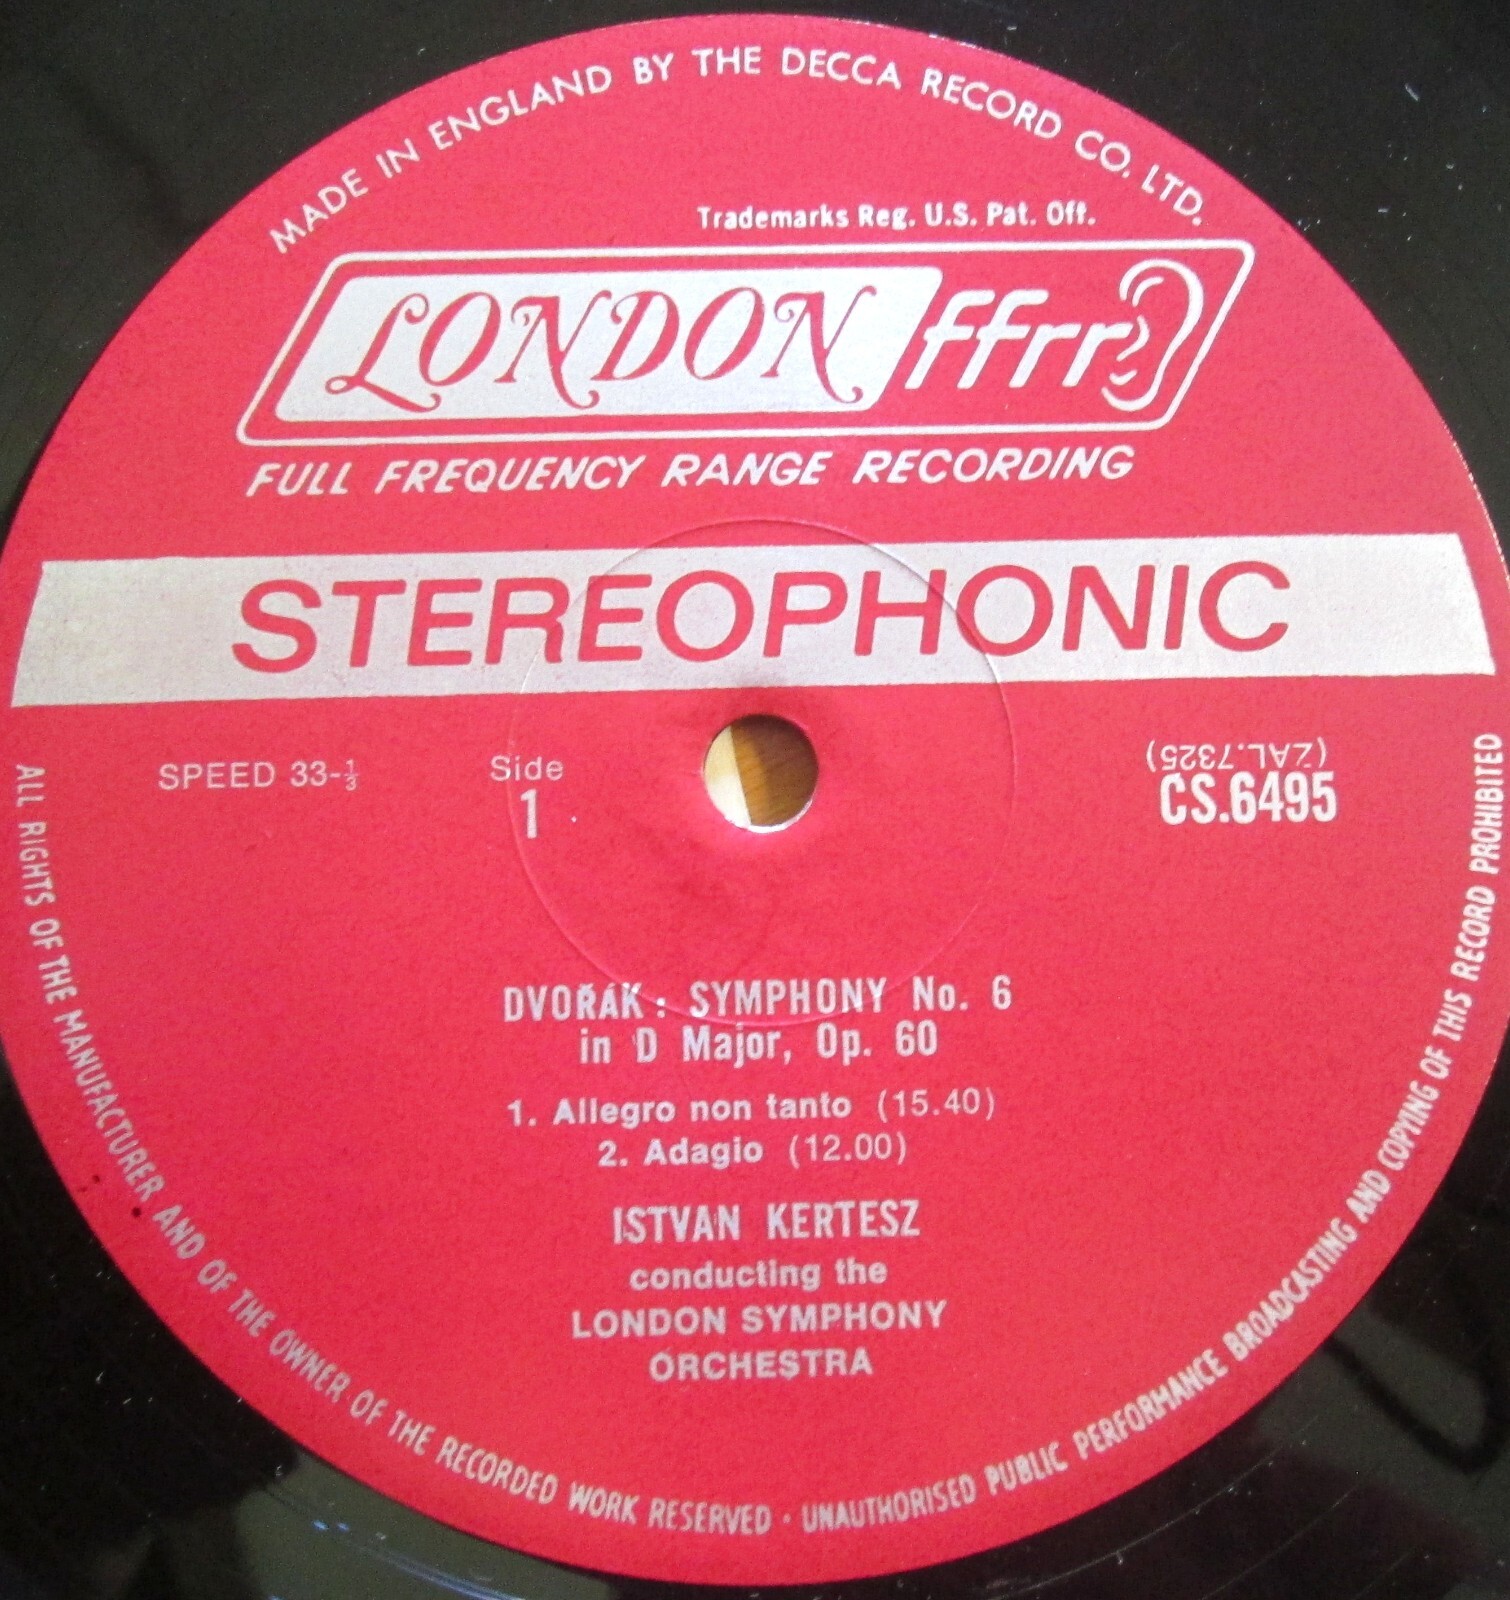 MADE IN ENGLAND BY THE DECCA RECORD CO. LTD.
Trademarks Reg. U.S. Pat. Off.
LONDON ffrr
FULL FREQUENCY RANGE RECORDING
STEREOPHONIC
SPEED 33-⅓
Side
1
(ZAL.7325)
CS.6495
DVOŘÁK: SYMPHONY No. 6
in D Major, Op. 60
1. Allegro non tanto (15.40)
2. Adagio (12.00)
ISTVAN KERTESZ
conducting the
LONDON SYMPHONY
ORCHESTRA
ALL RIGHTS OF THE MANUFACTURER AND OF THE OWNER OF THE RECORDED WORK RESERVED · UNAUTHORISED PUBLIC PERFORMANCE BROADCASTING AND COPYING OF THIS RECORD PROHIBITED